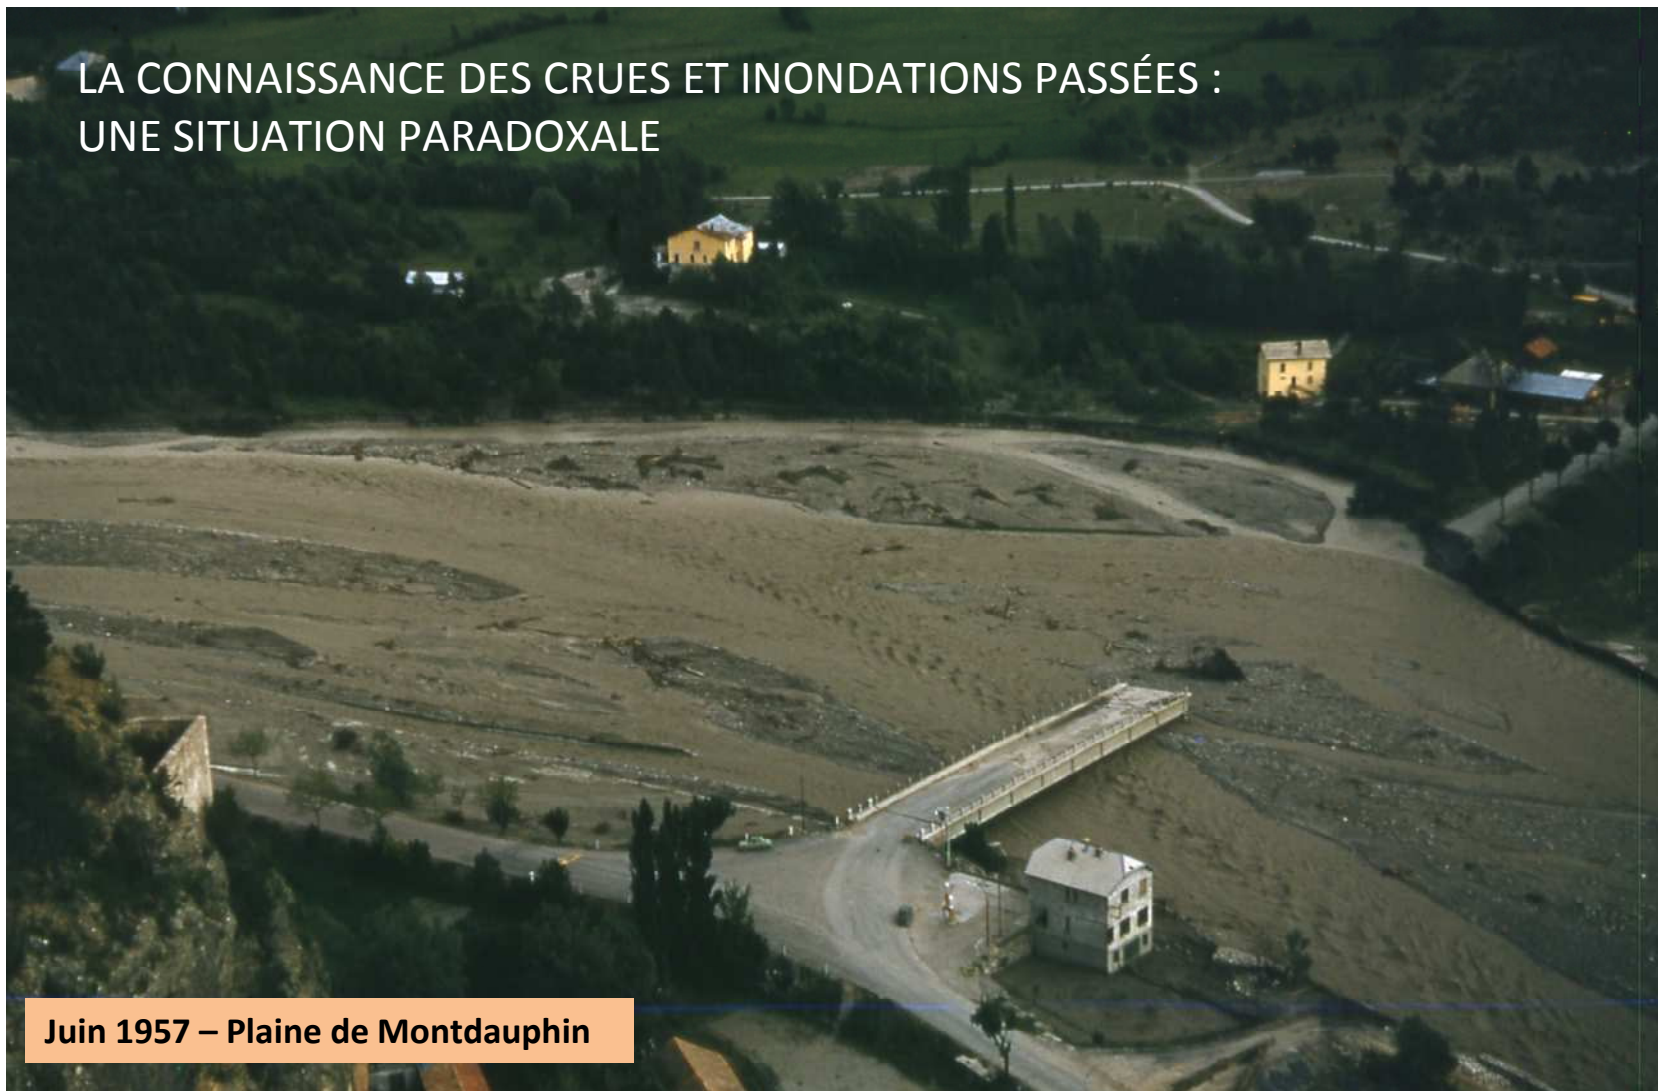 LA CONNAISSANCE DES CRUES ET INONDATIONS PASSÉES :
UNE SITUATION PARADOXALE
Juin 1957 – Plaine de Montdauphin